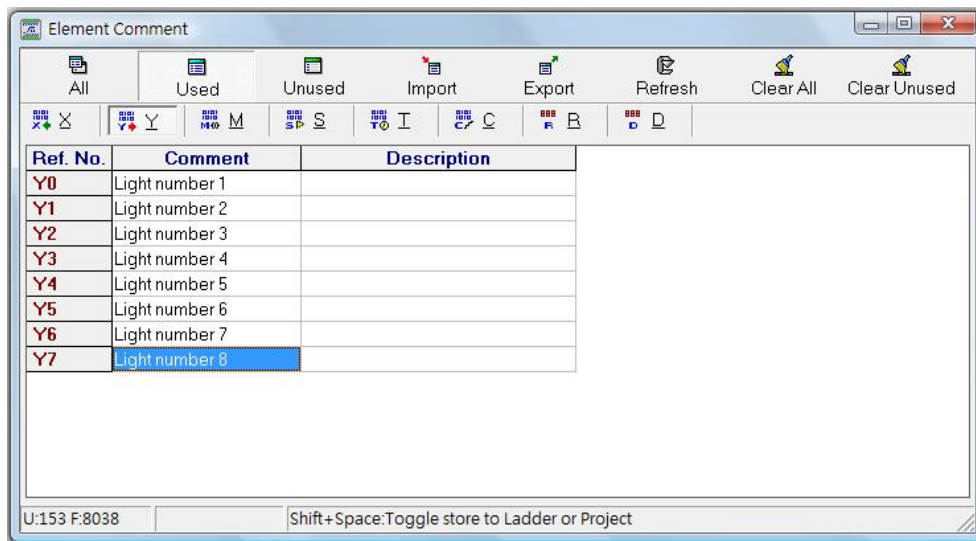 Element Comment
All Used Unused Import Export Refresh Clear All Clear Unused
X Y M S T C R D
Ref. No. Comment Description
Y0 Light number 1
Y1 Light number 2
Y2 Light number 3
Y3 Light number 4
Y4 Light number 5
Y5 Light number 6
Y6 Light number 7
Y7 Light number 8
U:153 F:8038 Shift+Space:Toggle store to Ladder or Project